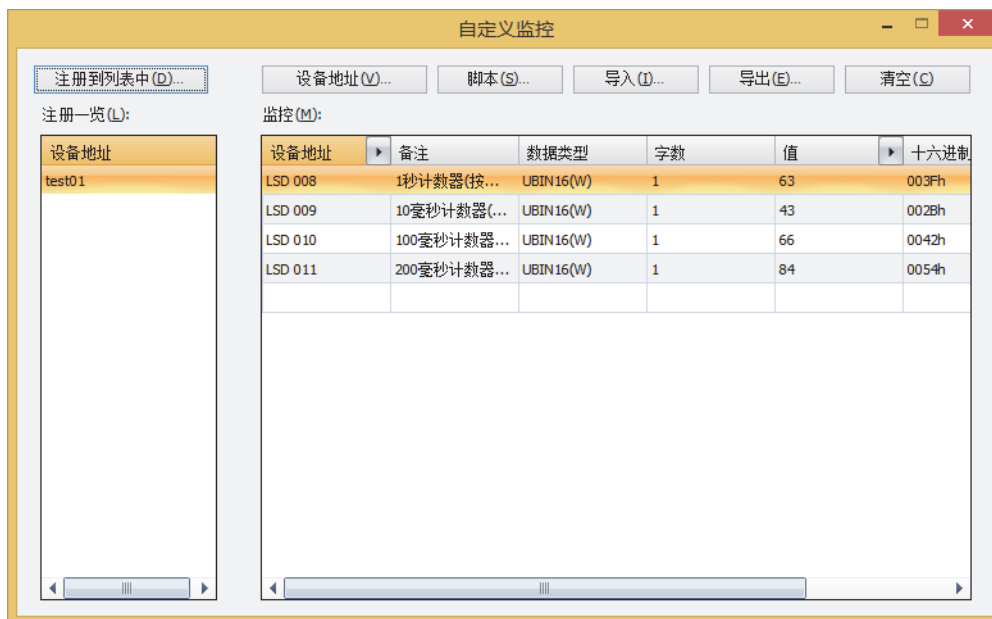 自定义监控
注册到列表中(D)... 设备地址(V)... 脚本(S)... 导入(I)... 导出(E)... 清空(C)
注册一览(L): 监控(M):
设备地址 设备地址 备注 数据类型 字数 值 十六进制
test01 LSD 008 1秒计数器(按... UBIN16(W) 1 63 003Fh
LSD 009 10毫秒计数器(... UBIN16(W) 1 43 002Bh
LSD 010 100毫秒计数器... UBIN16(W) 1 66 0042h
LSD 011 200毫秒计数器... UBIN16(W) 1 84 0054h